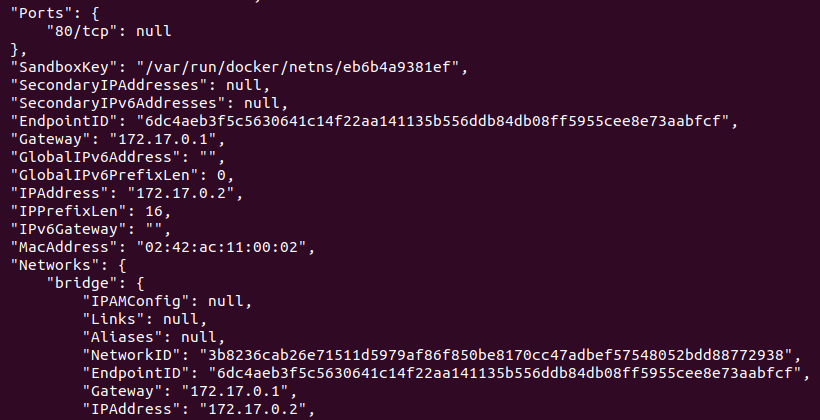 "Ports": {
"80/tcp": null
},
"SandboxKey": "/var/run/docker/netns/eb6b4a9381ef",
"SecondaryIPAddresses": null,
"SecondaryIPv6Addresses": null,
"EndpointID": "6dc4aeb3f5c5630641c14f22aa141135b556ddb84db08ff5955cee8e73aabfcf",
"Gateway": "172.17.0.1",
"GlobalIPv6Address": "",
"GlobalIPv6PrefixLen": 0,
"IPAddress": "172.17.0.2",
"IPPrefixLen": 16,
"IPv6Gateway": "",
"MacAddress": "02:42:ac:11:00:02",
"Networks": {
"bridge": {
"IPAMConfig": null,
"Links": null,
"Aliases": null,
"NetworkID": "3b8236cab26e71511d5979af86f850be8170cc47adbef57548052bdd88772938",
"EndpointID": "6dc4aeb3f5c5630641c14f22aa141135b556ddb84db08ff5955cee8e73aabfcf",
"Gateway": "172.17.0.1",
"IPAddress": "172.17.0.2",